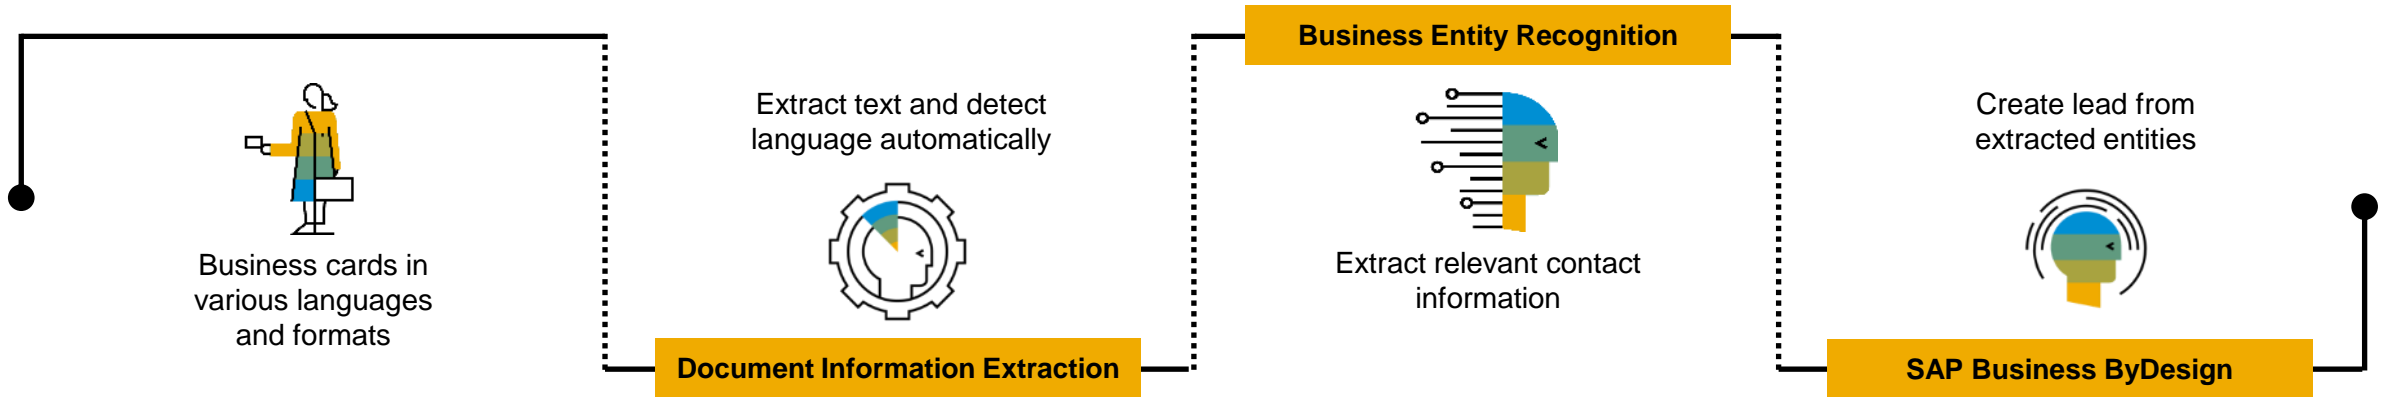 Business cards in
various languages
and formats
Extract text and detect
language automatically
Document Information Extraction
Business Entity Recognition
Extract relevant contact
information
Create lead from
extracted entities
SAP Business ByDesign